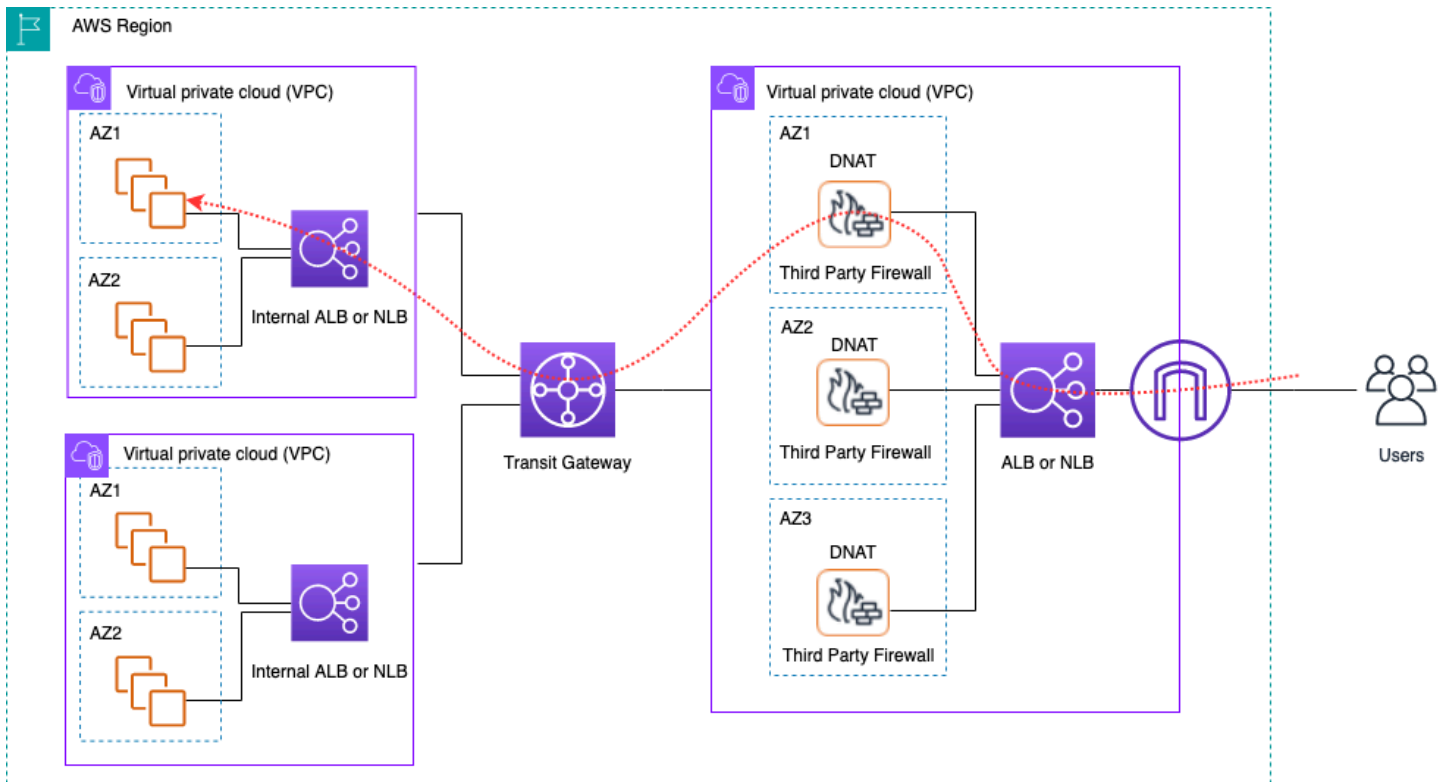 AWS Region
Virtual private cloud (VPC)
AZ1
AZ2
Internal ALB or NLB
Virtual private cloud (VPC)
AZ1
AZ2
Internal ALB or NLB
Transit Gateway
Virtual private cloud (VPC)
AZ1
DNAT
Third Party Firewall
AZ2
DNAT
Third Party Firewall
AZ3
DNAT
Third Party Firewall
ALB or NLB
Users